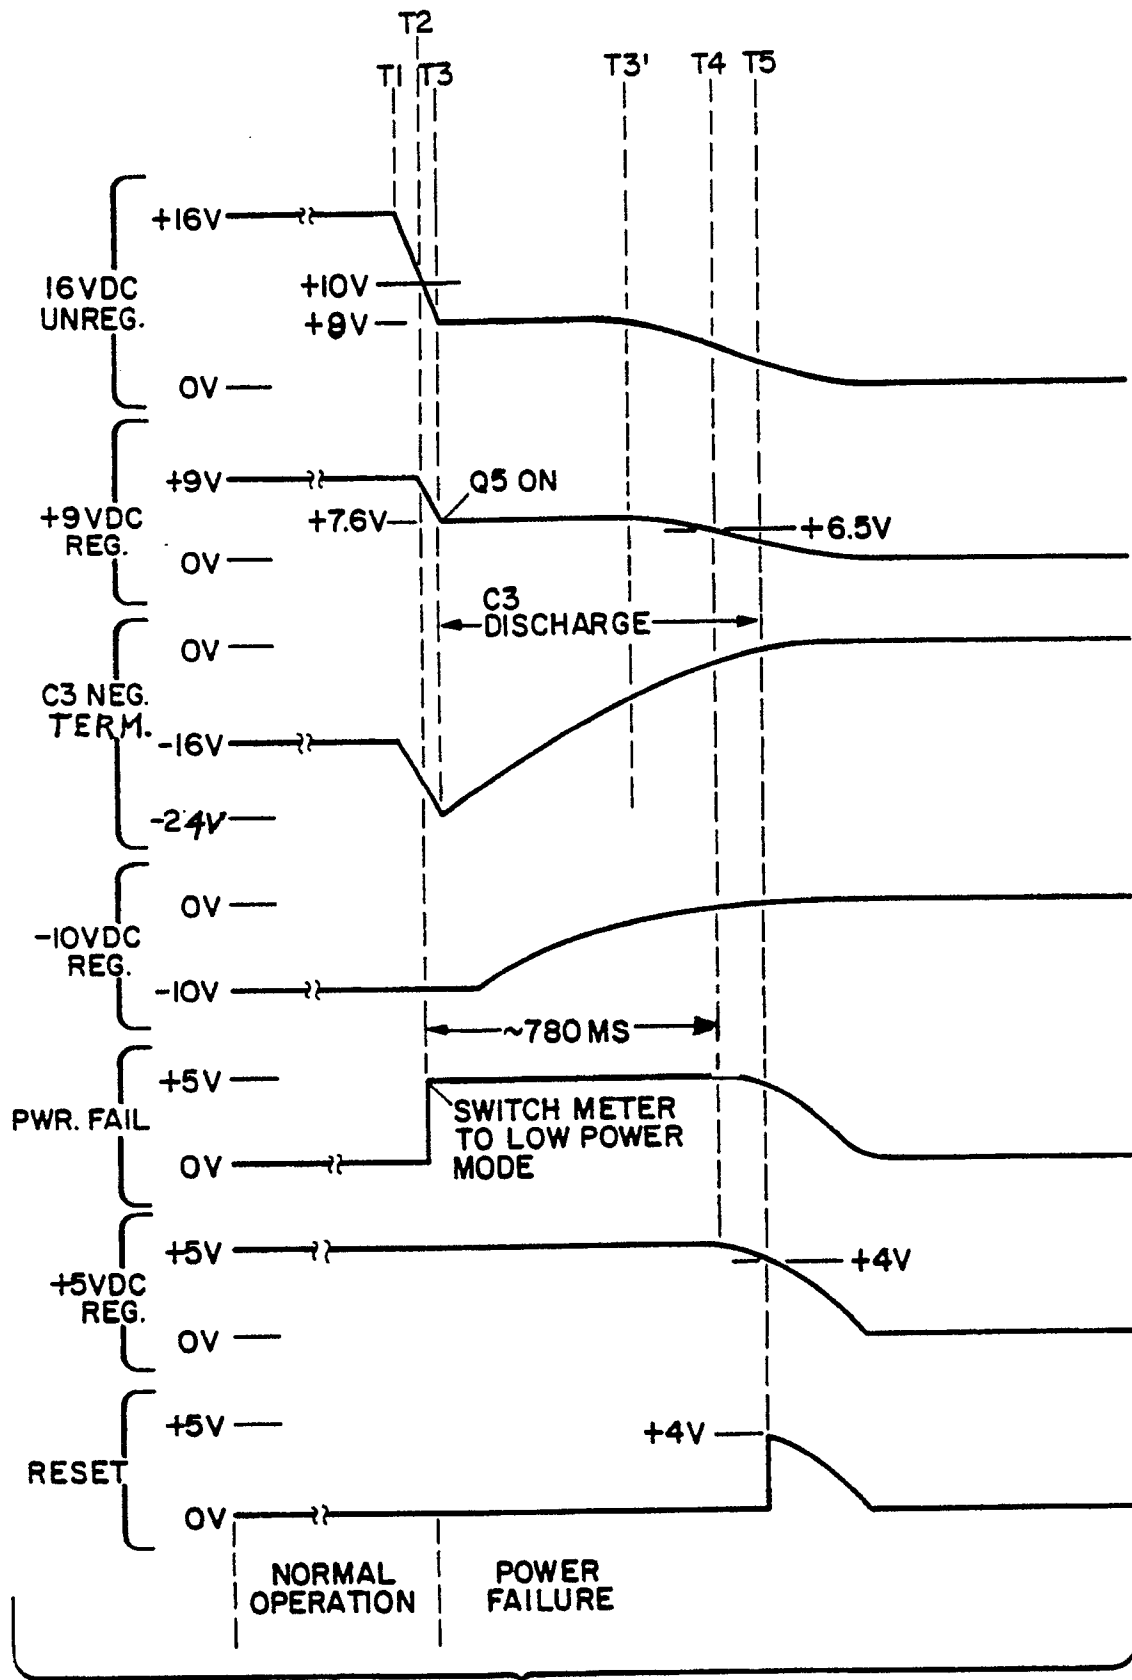 T2
T1
T3
T3'
T4
T5
16VDC
UNREG.
+16V
+10V
+8V
0V
+9VDC
REG.
+9V
Q5 ON
+7.6V
+6.5V
0V
C3
DISCHARGE
C3 NEG.
TERM.
0V
-16V
-24V
-10VDC
REG.
0V
-10V
~780 MS
PWR. FAIL
+5V
SWITCH METER
TO LOW POWER
MODE
0V
+5VDC
REG.
+5V
+4V
0V
RESET
+5V
+4V
0V
NORMAL
OPERATION
POWER
FAILURE